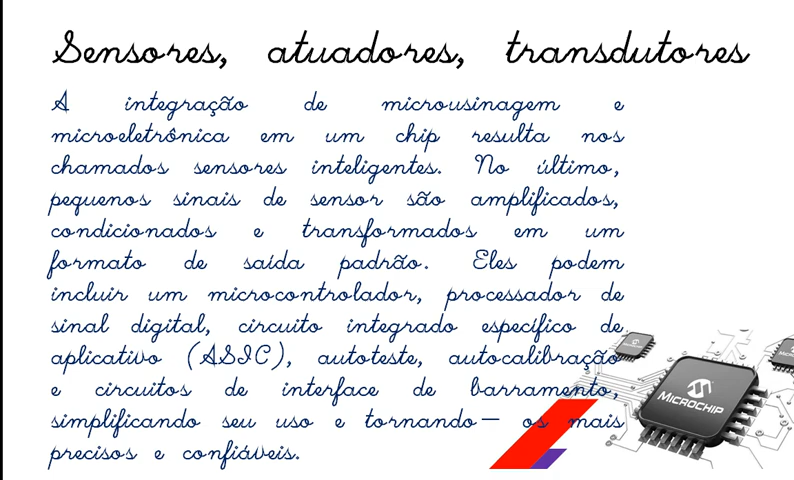 Sensores, atuadores, transdutores
A integração de microusinagem e
microeletrônica em um chip resulta nos
chamados sensores inteligentes. No último,
pequenos sinais de sensor são amplificados,
condicionados e transformados em um
formato de saída padrão. Eles podem
incluir um microcontrolador, processador de
sinal digital, circuito integrado específico de
aplicativo (ASIC), autoteste, autocalibração
e circuitos de interface de barramento,
simplificando seu uso e tornando– os mais
precisos e confiáveis.
MICROCHIP